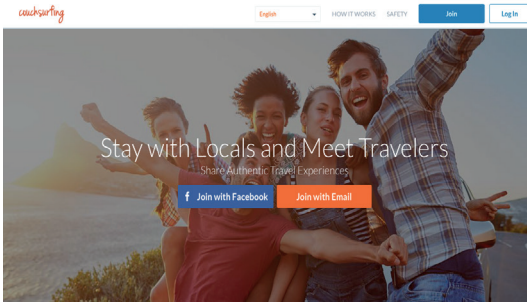 couchsurfing
English
HOW IT WORKS
SAFETY
Join
Log In
Stay with Locals and Meet Travelers
Share Authentic Travel Experiences
f Join with Facebook
Join with Email